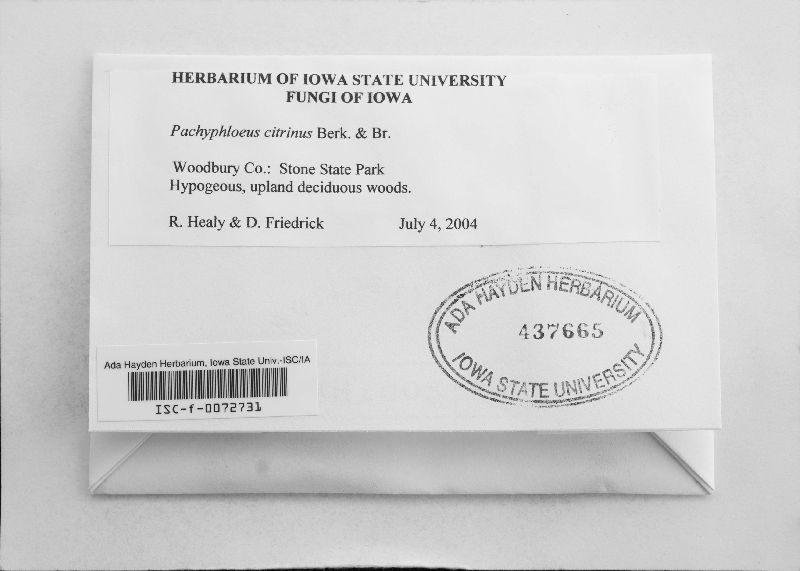 HERBARIUM OF IOWA STATE UNIVERSITY
FUNGI OF IOWA
Pachyphloeus citrinus Berk. & Br.
Woodbury Co.: Stone State Park
Hypogeous, upland deciduous woods.
R. Healy & D. Friedrick July 4, 2004
ADA HAYDEN HERBARIUM
437665
IOWA STATE UNIVERSITY
Ada Hayden Herbarium, Iowa State Univ.-ISC/IA
ISC-f-0072731